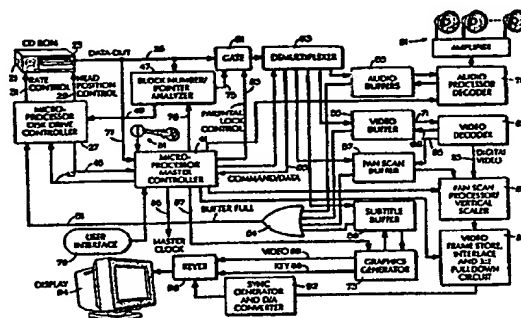 CD ROM
DATA OUT
RATE CONTROL
HEAD
POSITION CONTROL
MICRO-
PROCESSOR
DISK DRIVE
CONTROLLER
BLOCK NUMBER/
POINTER
ANALYZER
GATE
DEMULTIPLEXER
PARENTAL
LOCK CONTROL
MICRO-
PROCESSOR
MASTER
CONTROLLER
COMMAND/DATA
BUFFER FULL
USER
INTERFACE
MASTER
CLOCK
AUDIO
BUFFERS
VIDEO
BUFFER
PAN SCAN
BUFFER
SUBTITLE
BUFFER
AMPLIFIER
AUDIO
PROCESSOR
DECODER
VIDEO DECODER
DIGITAL
VIDEO
PAN SCAN
PROCESSOR/
VERTICAL
SCALER
VIDEO
FRAME STORE,
INTERLACE
AND 3:2
PULLDOWN
CIRCUIT
GRAPHICS
GENERATOR
VIDEO
KEY
KEYER
SYNC
GENERATOR
AND D/A
CONVERTER
DISPLAY